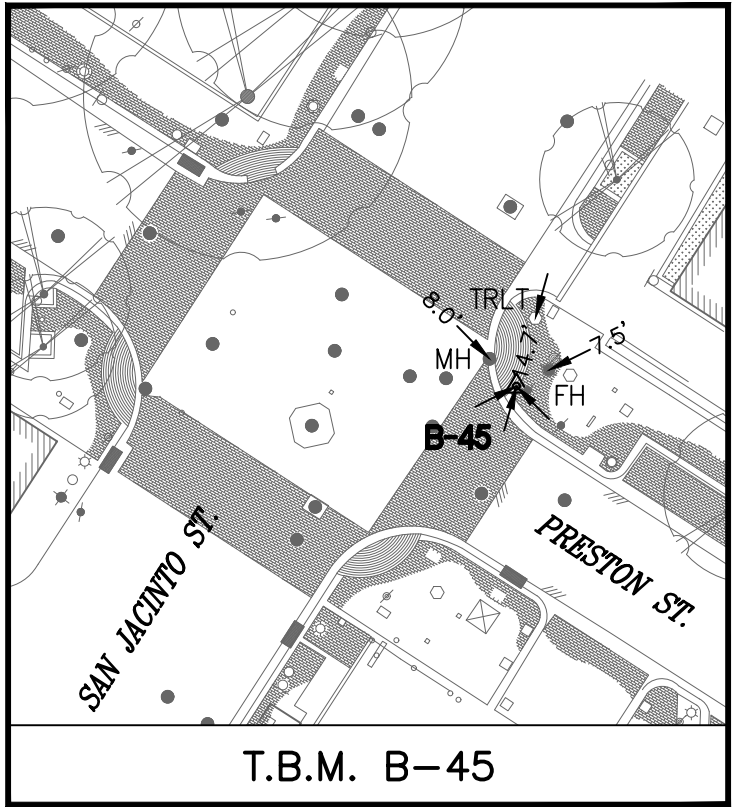 TRLT
8.0'
14.7'
7.5'
MH
FH
B-45
PRESTON ST.
SAN JACINTO ST.
T.B.M. B-45